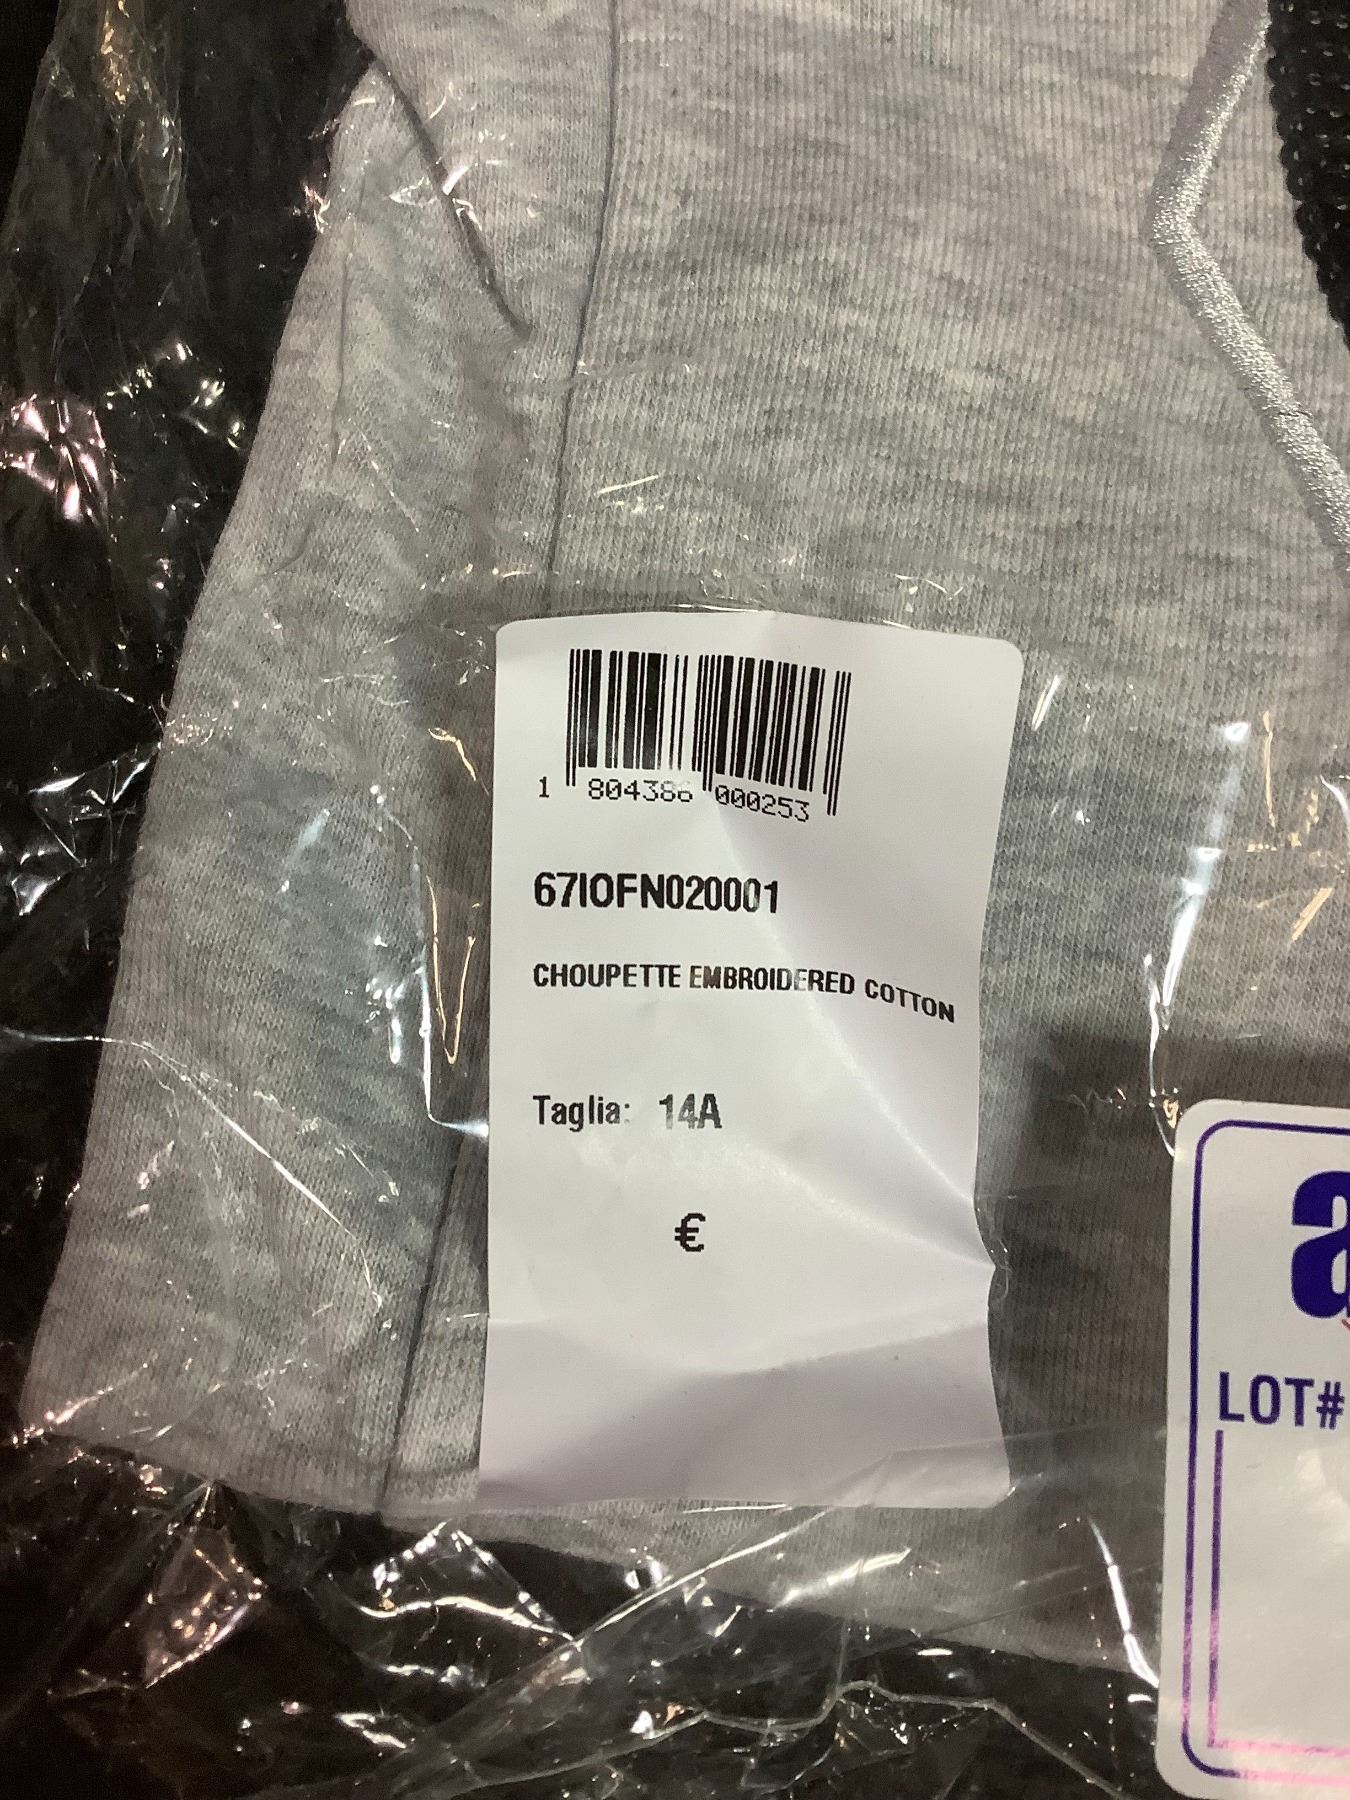 1 804386 000253
67IOFN020001
CHOUPETTE EMBROIDERED COTTON
Taglia: 14A
€
a
LOT#